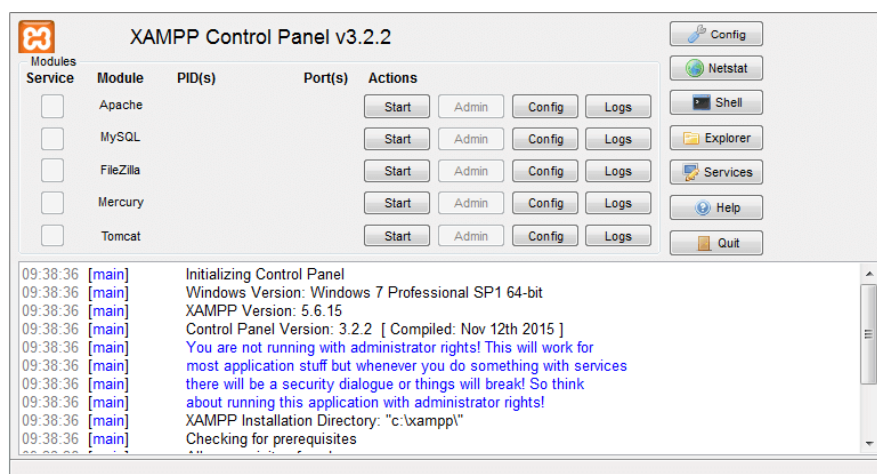 XAMPP Control Panel v3.2.2
Config
Modules
Service Module PID(s) Port(s) Actions
Netstat
Apache Start Admin Config Logs
Shell
MySQL Start Admin Config Logs
Explorer
FileZilla Start Admin Config Logs
Services
Mercury Start Admin Config Logs
Help
Tomcat Start Admin Config Logs
Quit
09:38:36 [main] Initializing Control Panel
09:38:36 [main] Windows Version: Windows 7 Professional SP1 64-bit
09:38:36 [main] XAMPP Version: 5.6.15
09:38:36 [main] Control Panel Version: 3.2.2 [ Compiled: Nov 12th 2015 ]
09:38:36 [main] You are not running with administrator rights! This will work for
09:38:36 [main] most application stuff but whenever you do something with services
09:38:36 [main] there will be a security dialogue or things will break! So think
09:38:36 [main] about running this application with administrator rights!
09:38:36 [main] XAMPP Installation Directory: "c:\xampp\"
09:38:36 [main] Checking for prerequisites